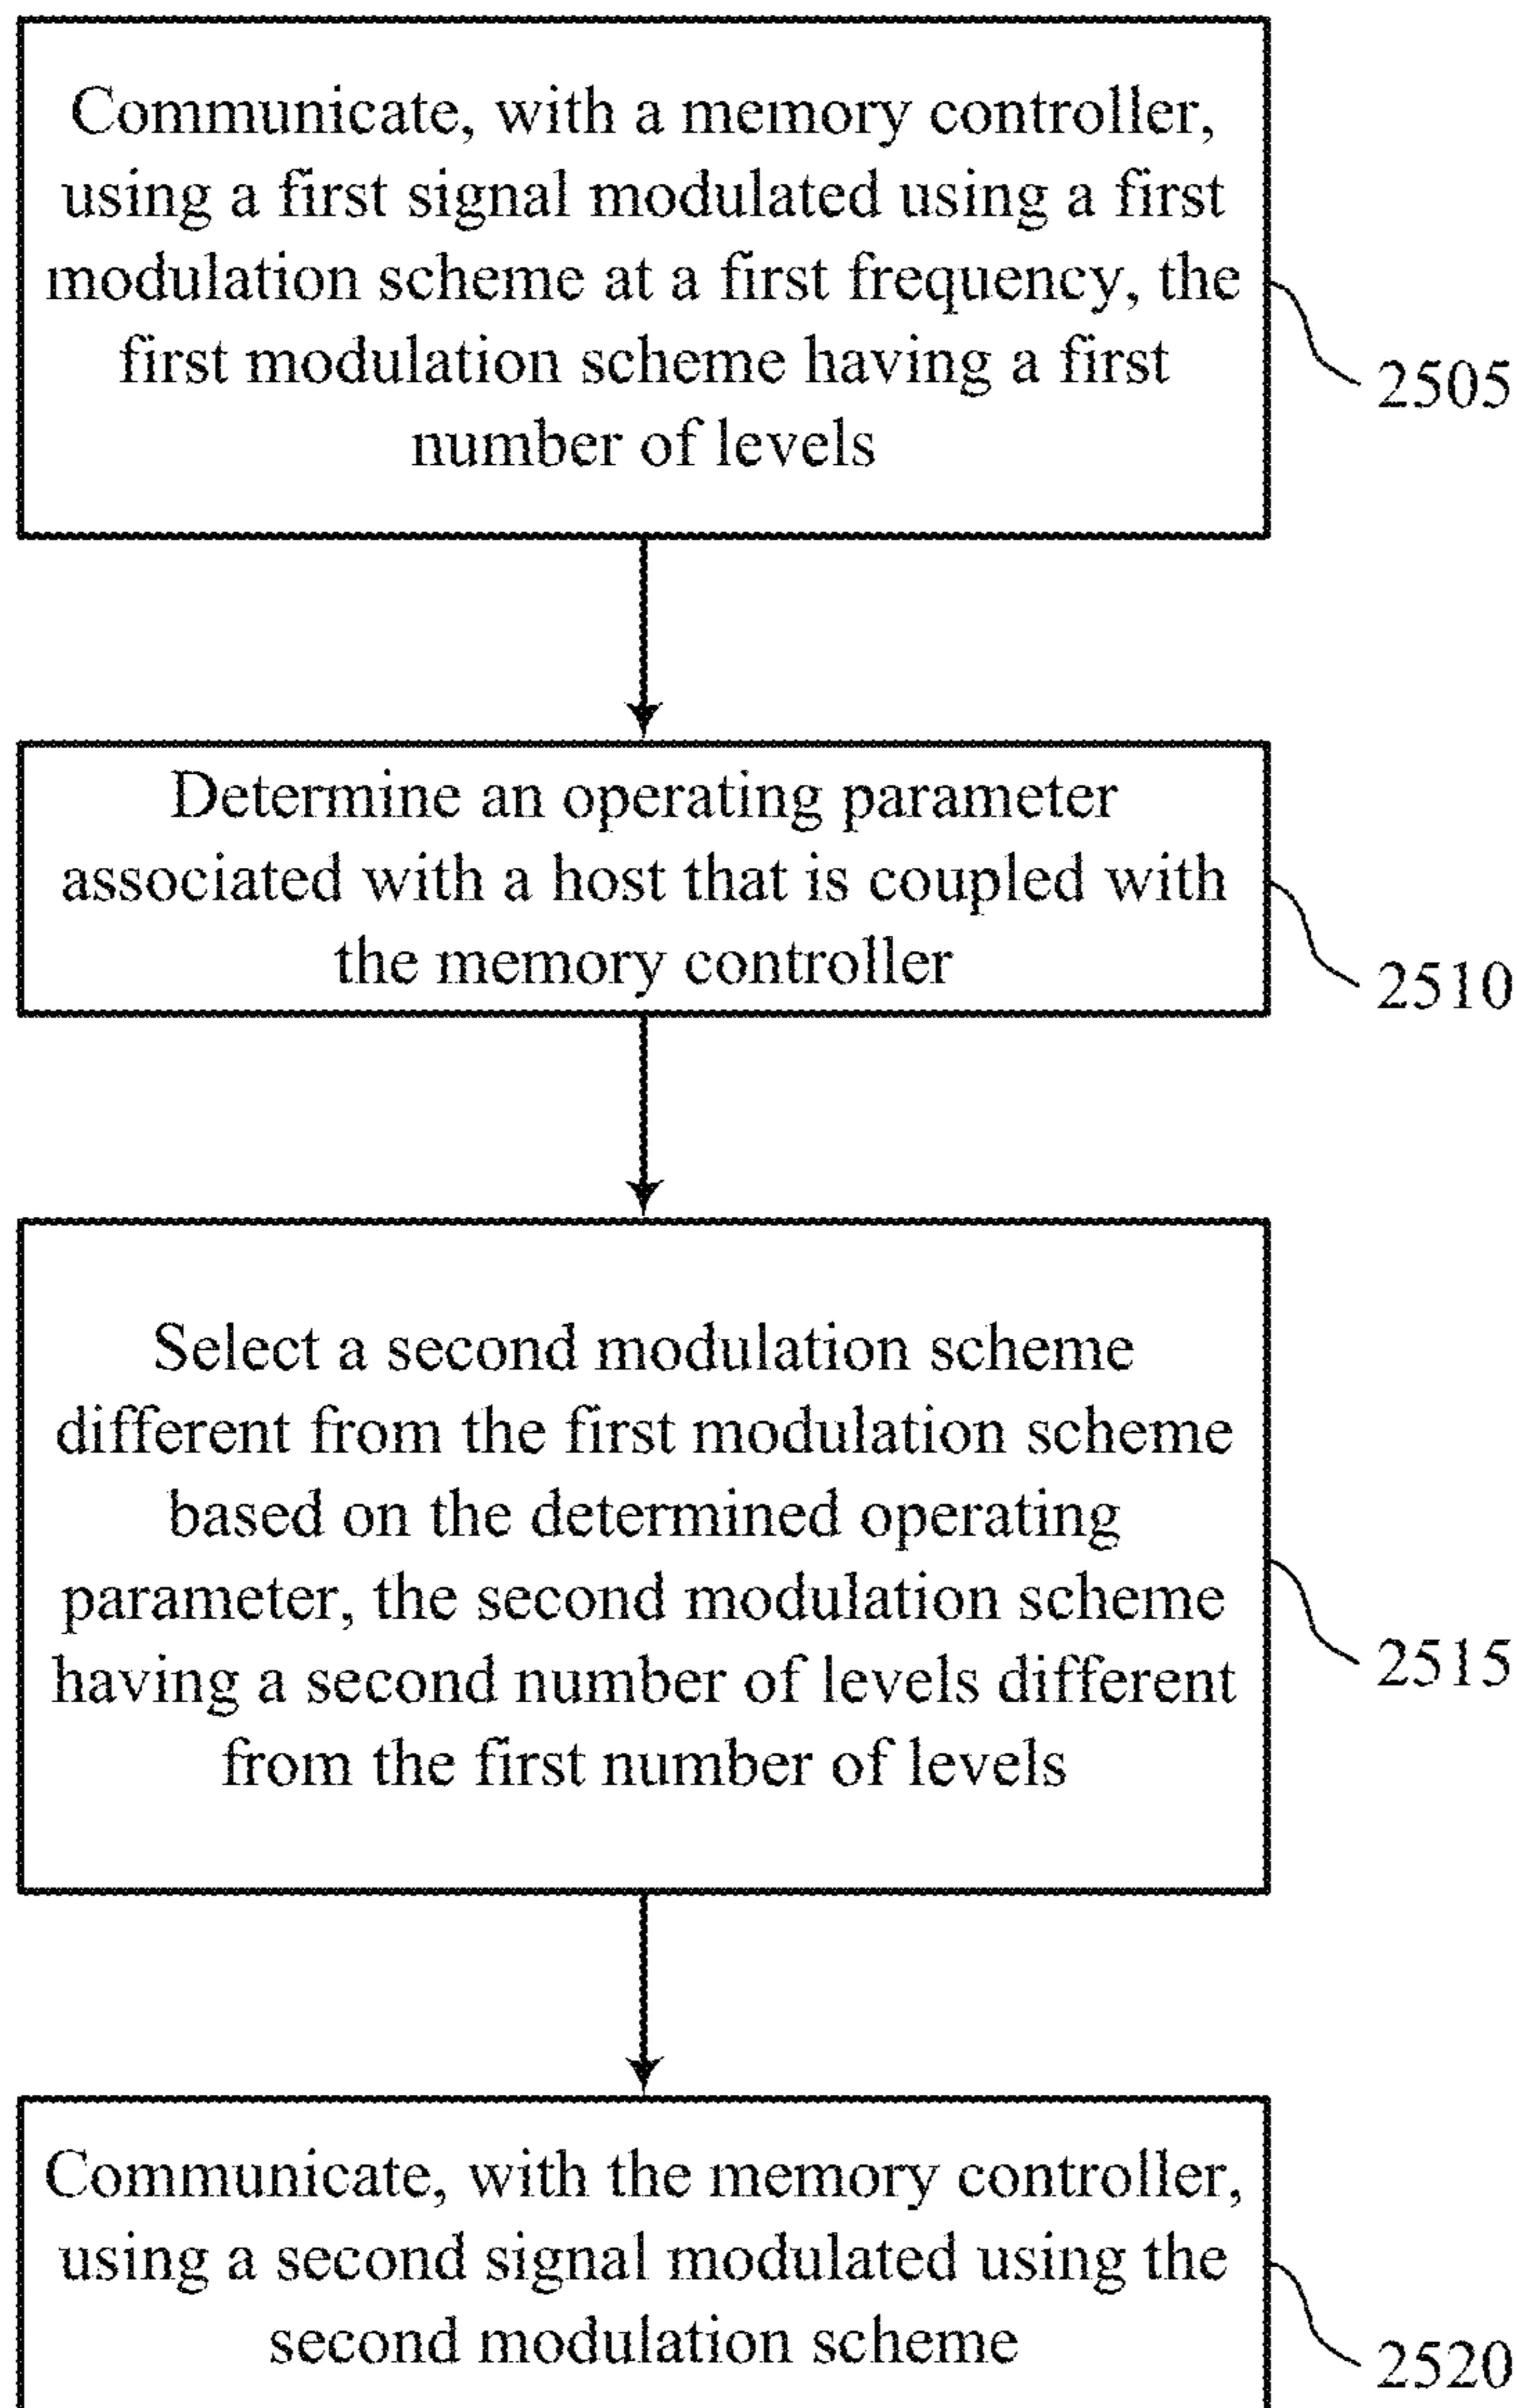 Communicate, with a memory controller,
using a first signal modulated using a first
modulation scheme at a first frequency, the
first modulation scheme having a first
number of levels
2505
Determine an operating parameter
associated with a host that is coupled with
the memory controller
2510
Select a second modulation scheme
different from the first modulation scheme
based on the determined operating
parameter, the second modulation scheme
having a second number of levels different
from the first number of levels
2515
Communicate, with the memory controller,
using a second signal modulated using the
second modulation scheme
2520